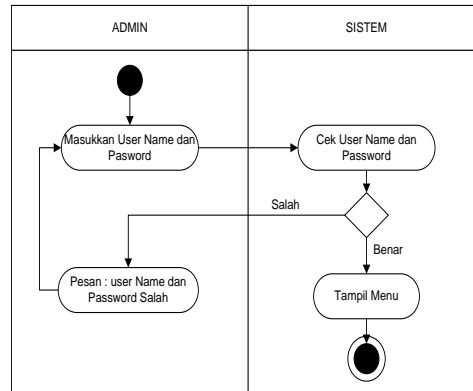 ADMIN
SISTEM
Masukkan User Name dan
Pasword
Cek User Name dan
Password
Salah
Benar
Pesan : user Name dan
Password Salah
Tampil Menu